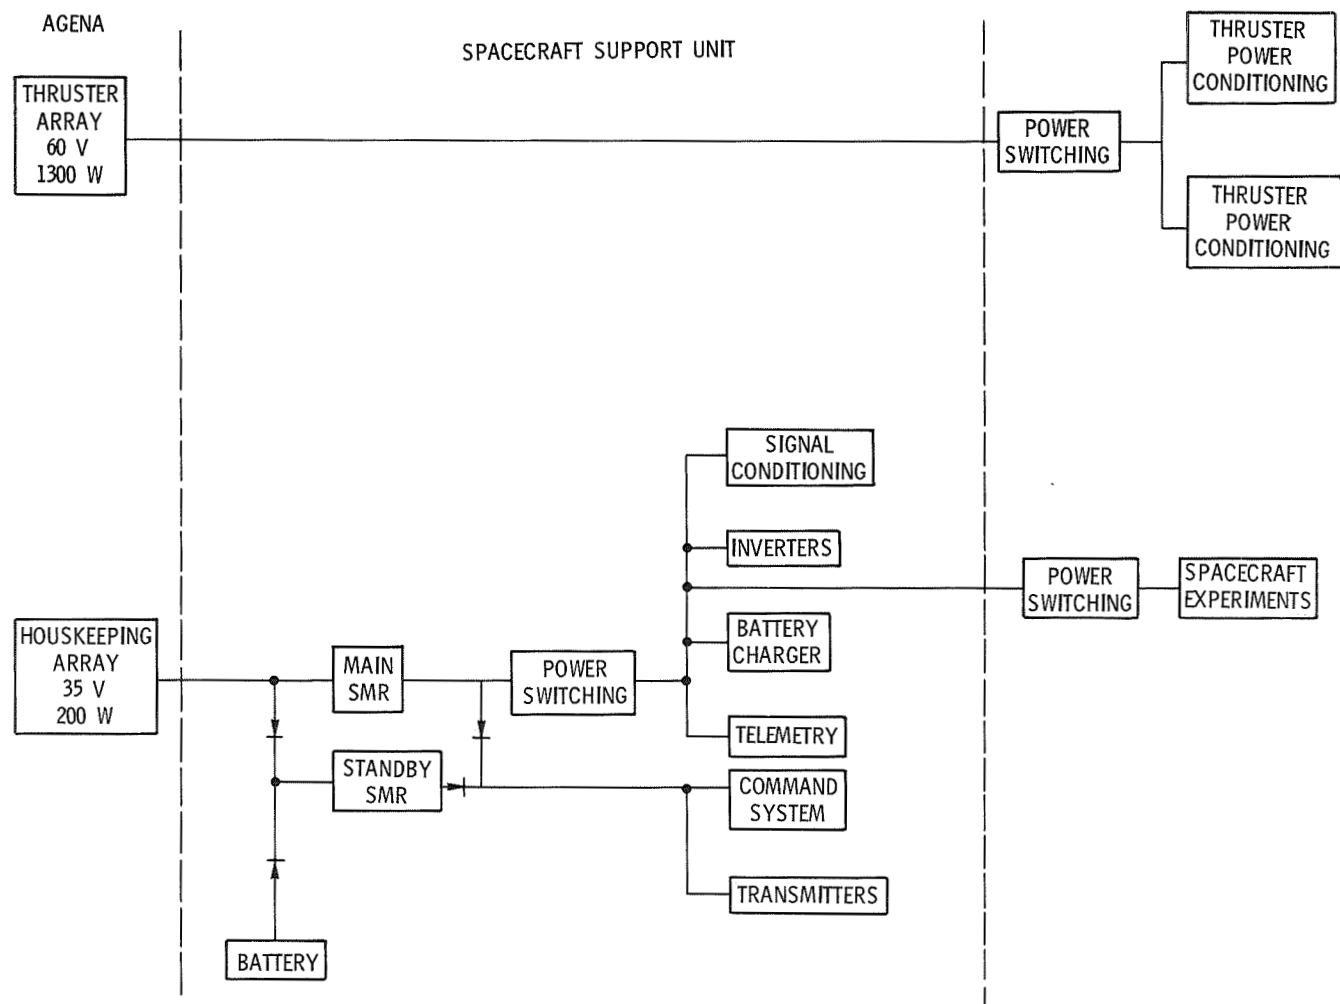 AGENA
SPACECRAFT SUPPORT UNIT
THRUSTER
ARRAY
60 V
1300 W
POWER
SWITCHING
THRUSTER
POWER
CONDITIONING
THRUSTER
POWER
CONDITIONING
SIGNAL
CONDITIONING
INVERTERS
POWER
SWITCHING
SPACECRAFT
EXPERIMENTS
HOUSKEEPING
ARRAY
35 V
200 W
MAIN
SMR
POWER
SWITCHING
BATTERY
CHARGER
TELEMETRY
STANDBY
SMR
COMMAND
SYSTEM
TRANSMITTERS
BATTERY